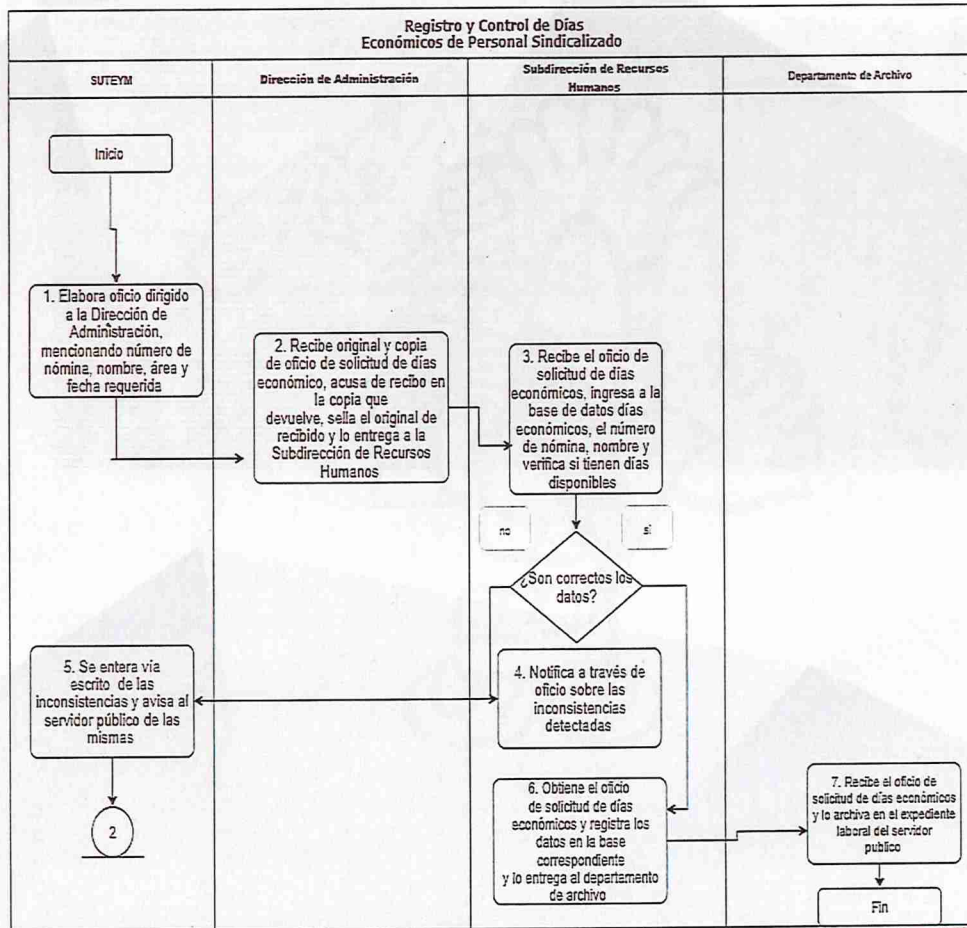 Registro y Control de Días
Económicos de Personal Sindicalizado
SUTEYM
Dirección de Administración
Subdirección de Recursos
Humanos
Departamento de Archivo
Inicio
1. Elabora oficio dirigido
a la Dirección de
Administración,
mencionando número de
nómina, nombre, área y
fecha requerida
2. Recibe original y copia
de oficio de solicitud de días
económico, acusa de recibo en
la copia que
devuelve, sella el original de
recibido y lo entrega a la
Subdirección de Recursos
Humanos
3. Recibe el oficio de
solicitud de días
económicos, ingresa a la
base de datos días
económicos, el número
de nómina, nombre y
verifica si tienen días
disponibles
no
si
¿Son correctos los
datos?
4. Notifica a través de
oficio sobre las
inconsistencias
detectadas
5. Se entera vía
escrito de las
inconsistencias y avisa al
servidor público de las
mismas
2
6. Obtiene el oficio
de solicitud de días
económicos y registra los
datos en la base
correspondiente
y lo entrega al departamento
de archivo
7. Recibe el oficio de
solicitud de días económicos
y lo archiva en el expediente
laboral del servidor
publico
Fin